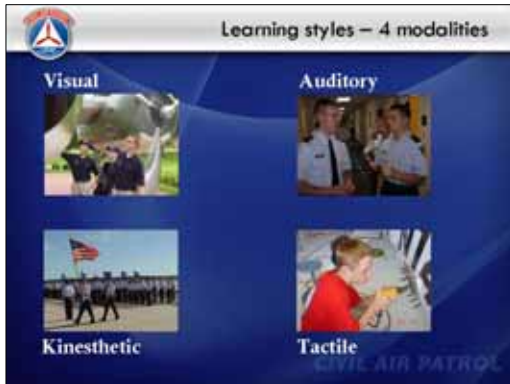 Learning styles – 4 modalities
Visual
Auditory
Kinesthetic
Tactile
CIVIL AIR PATROL